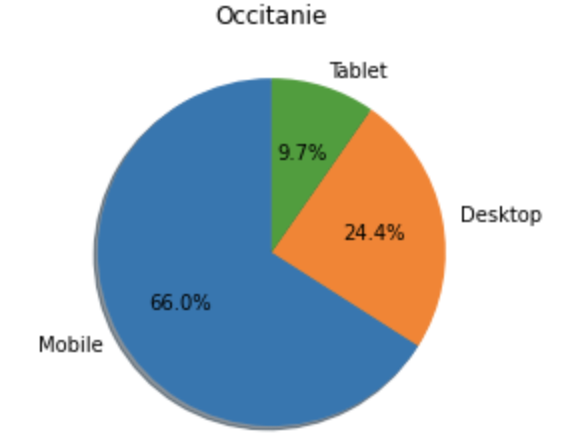 Occitanie
Tablet
9.7%
Desktop
24.4%
66.0%
Mobile